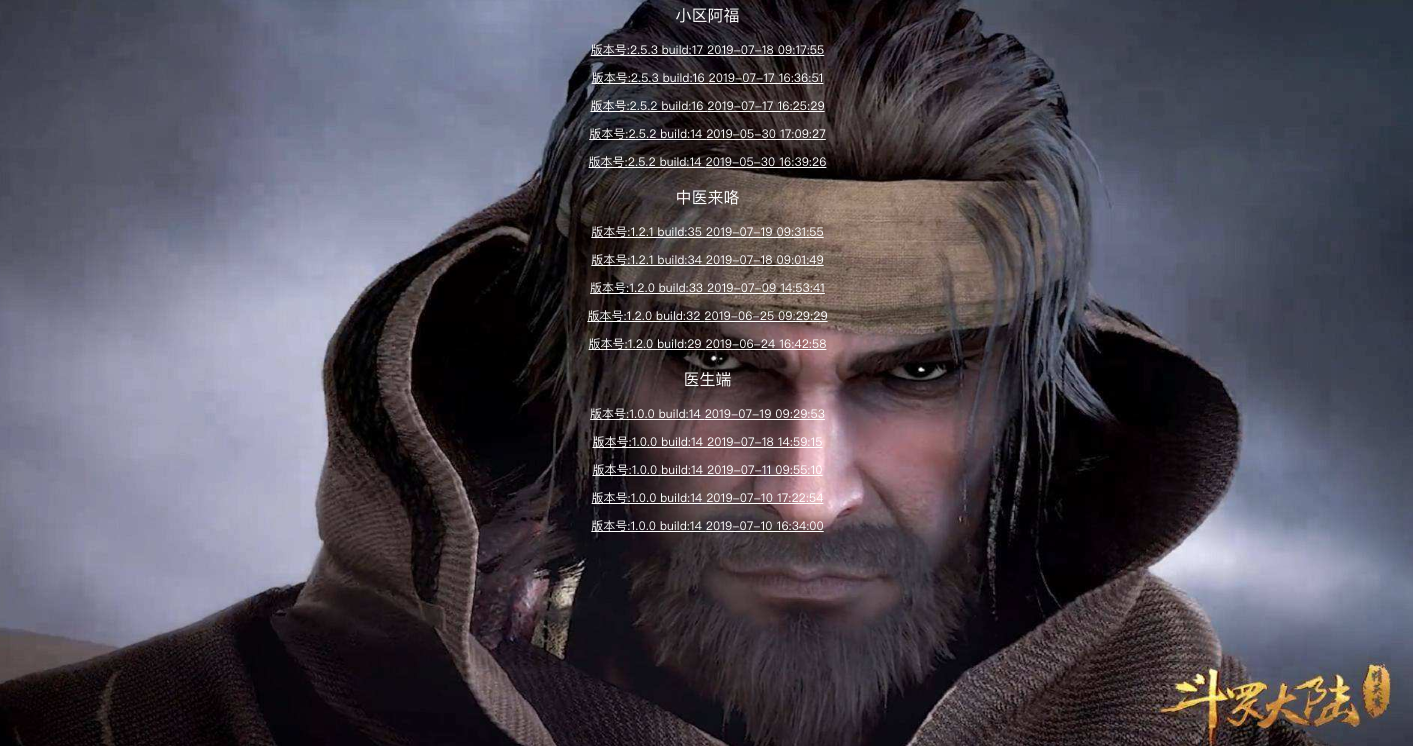 小区阿福
版本号:2.5.3 build:17 2019-07-18 09:17:55
版本号:2.5.3 build:16 2019-07-17 16:36:51
版本号:2.5.2 build:16 2019-07-17 16:25:29
版本号:2.5.2 build:14 2019-05-30 17:09:27
版本号:2.5.2 build:14 2019-05-30 16:39:26
中医来咯
版本号:1.2.1 build:35 2019-07-19 09:31:55
版本号:1.2.1 build:34 2019-07-18 09:01:49
版本号:1.2.0 build:33 2019-07-09 14:53:41
版本号:1.2.0 build:32 2019-06-25 09:29:29
版本号:1.2.0 build:29 2019-06-24 16:42:58
医生端
版本号:1.0.0 build:14 2019-07-19 09:29:53
版本号:1.0.0 build:14 2019-07-18 14:59:15
版本号:1.0.0 build:14 2019-07-11 09:55:10
版本号:1.0.0 build:14 2019-07-10 17:22:54
版本号:1.0.0 build:14 2019-07-10 16:34:00
斗罗大陆